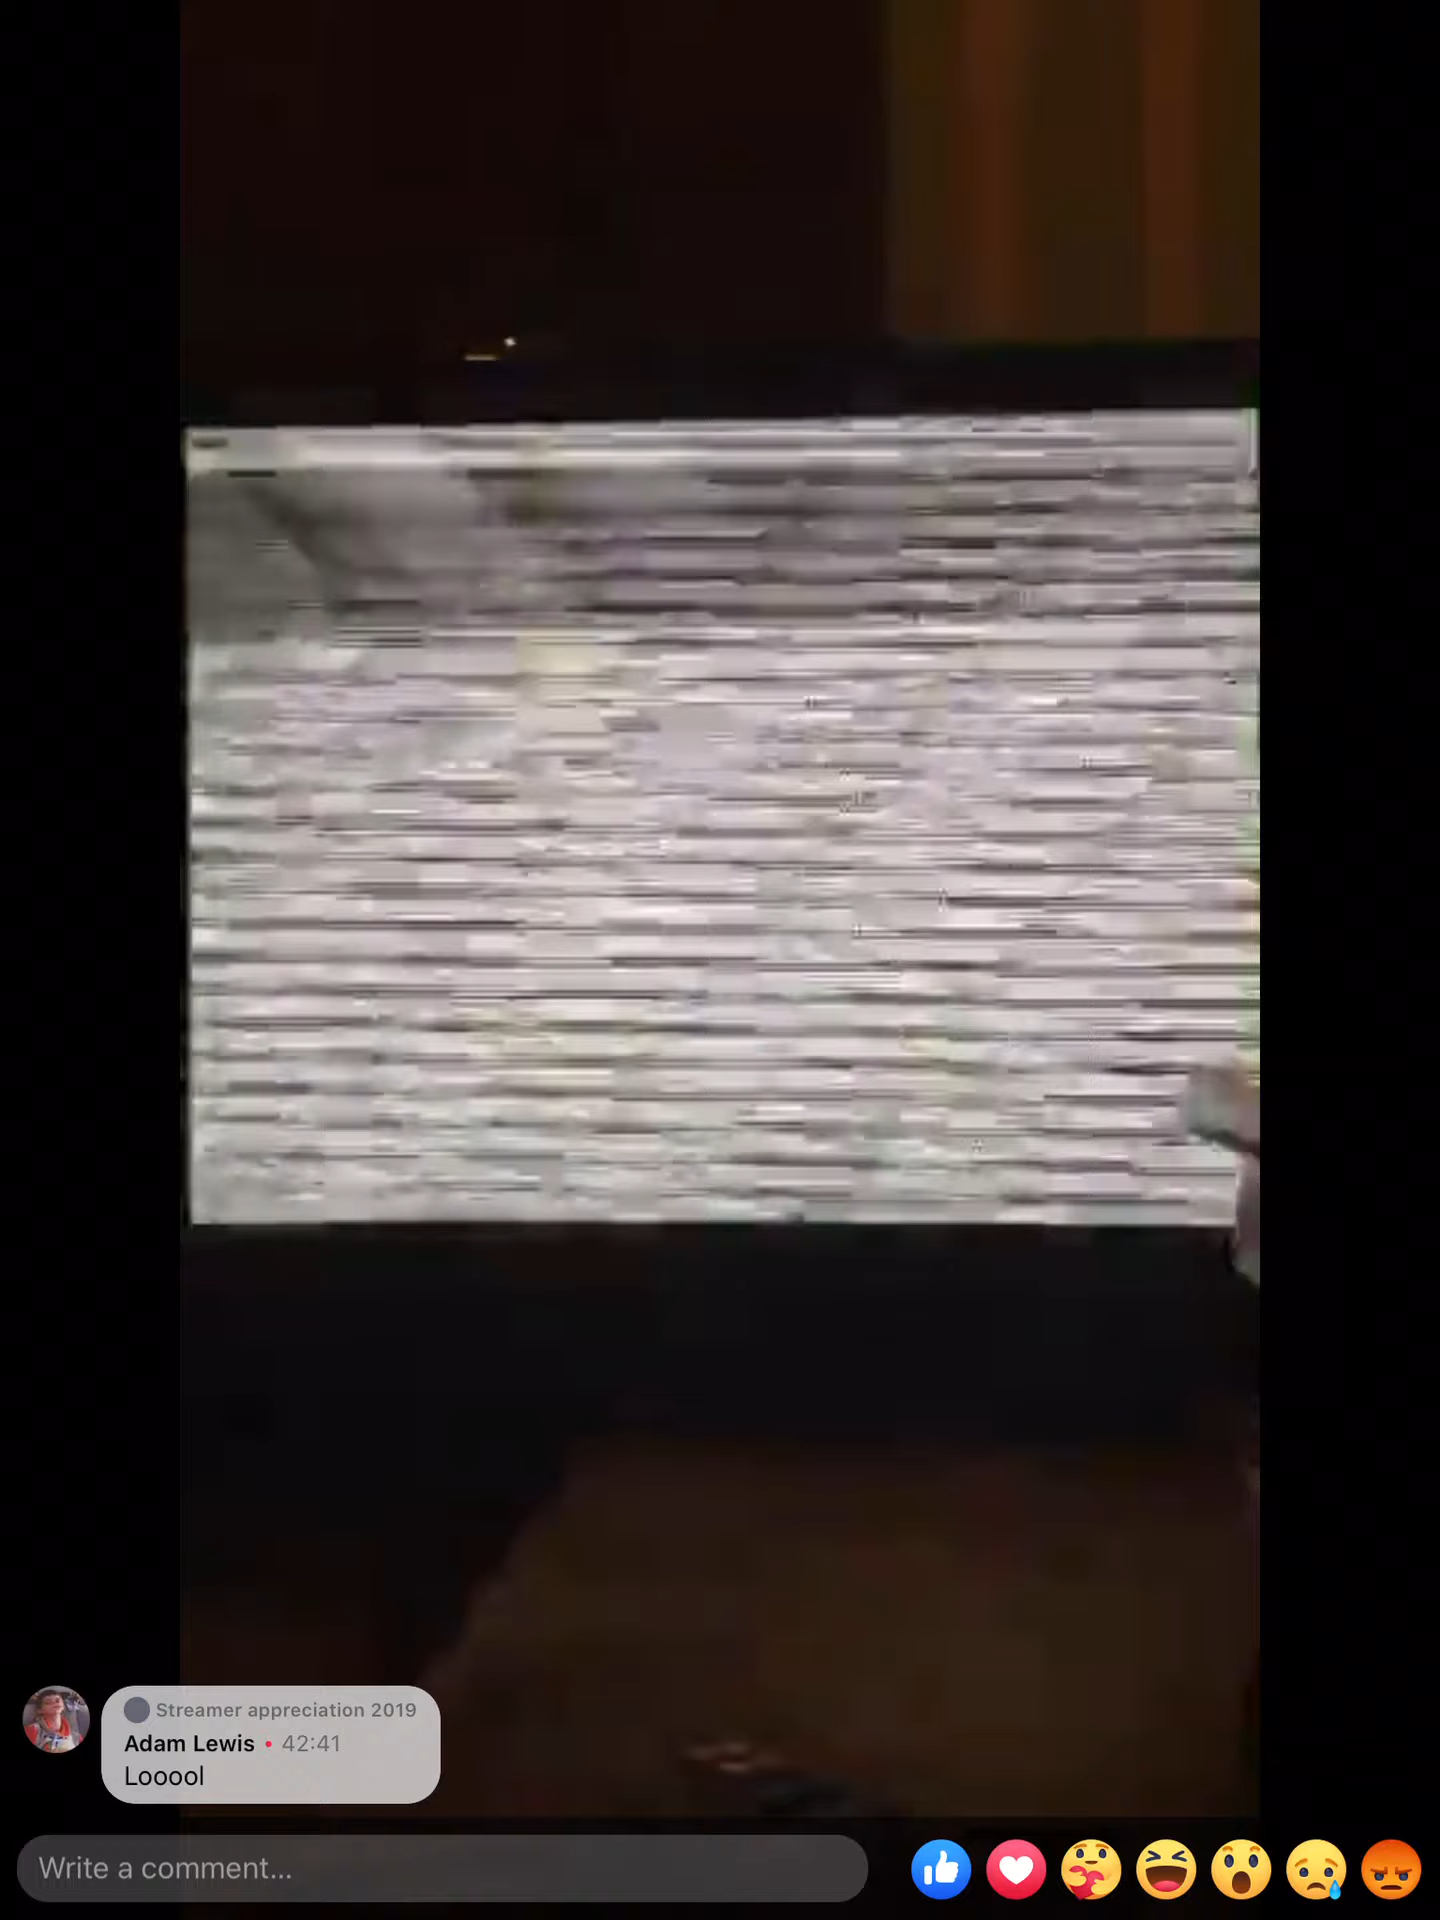 Streamer appreciation 2019
Adam Lewis • 42:41
Looool
Write a comment...